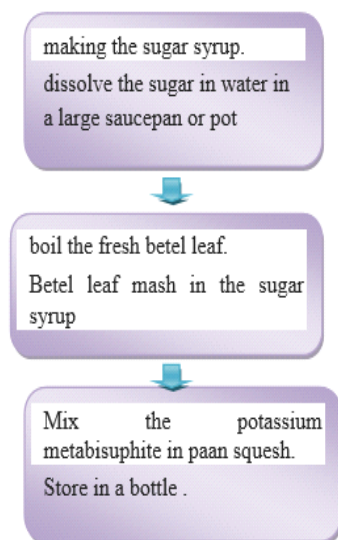 making the sugar syrup.
dissolve the sugar in water in
a large saucepan or pot
boil the fresh betel leaf.
Betel leaf mash in the sugar
syrup
Mix the potassium
metabisuphite in paan squesh.
Store in a bottle .